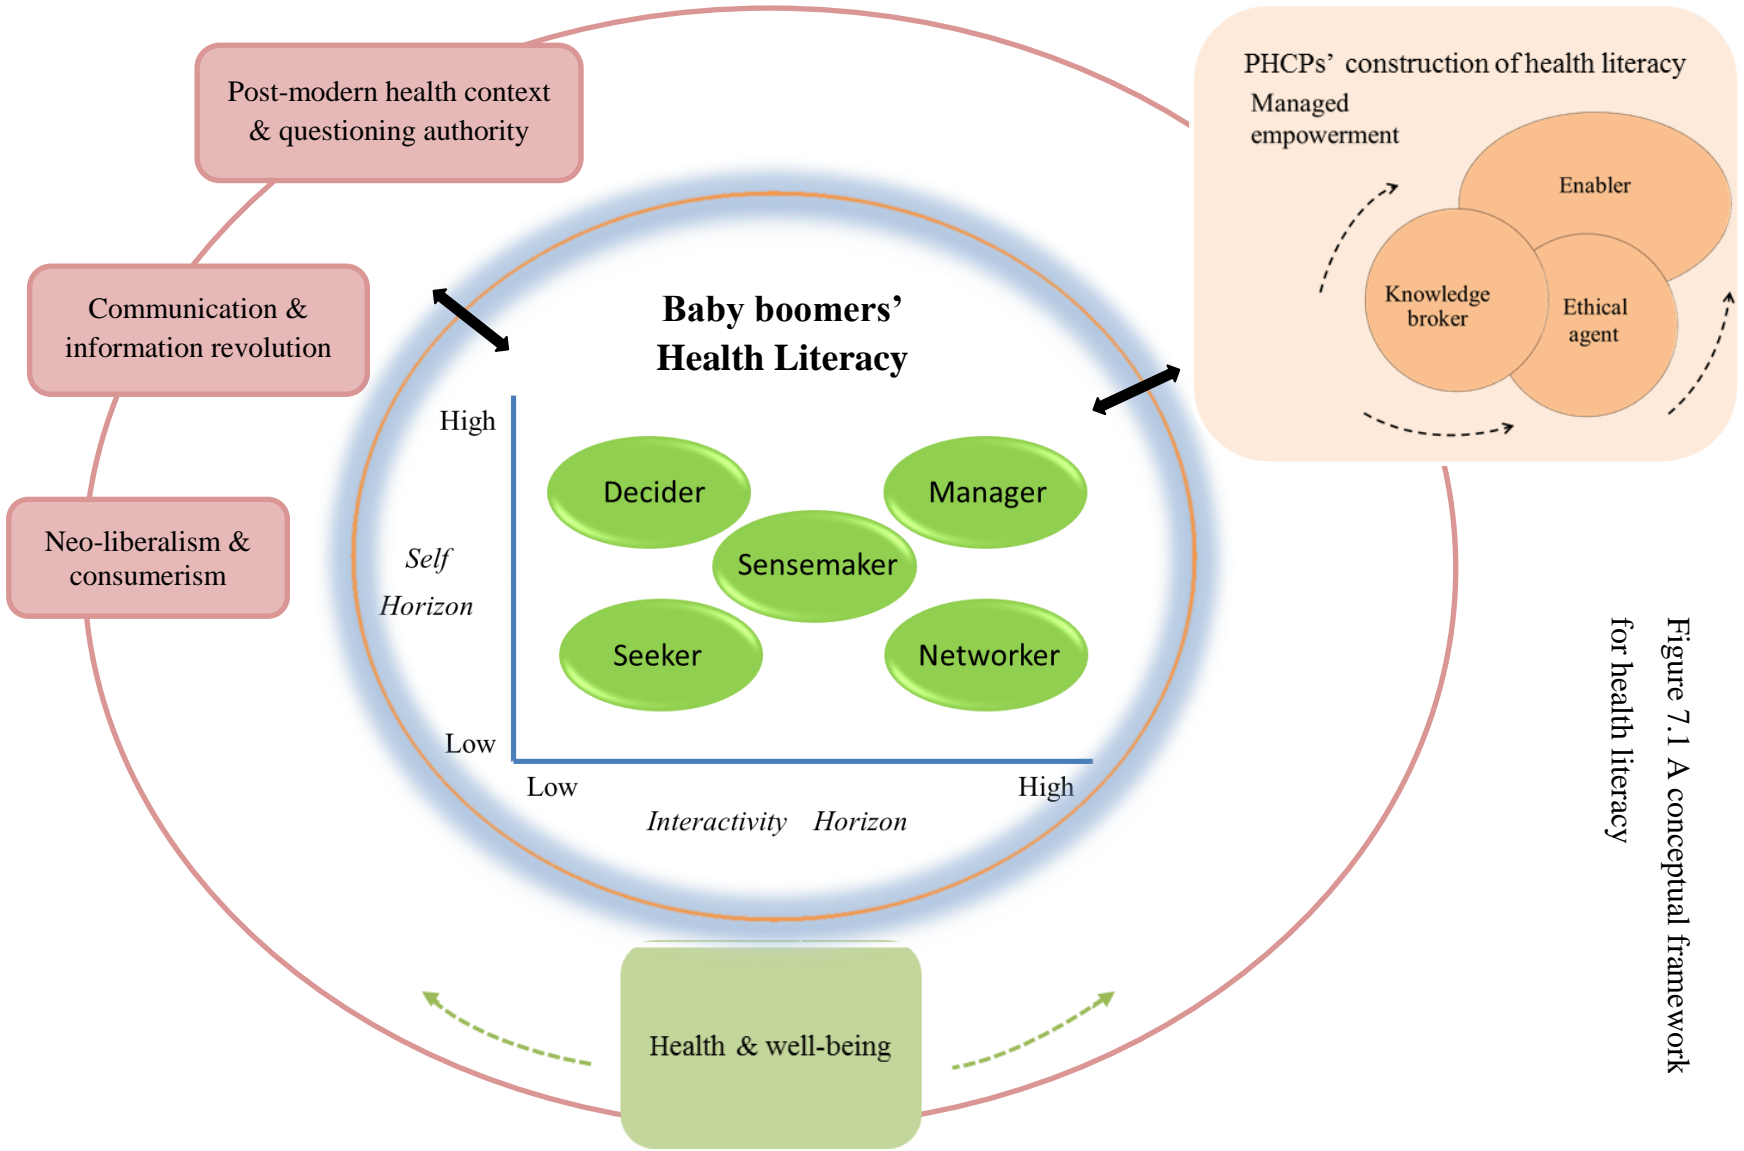 Post-modern health context
& questioning authority
Communication &
information revolution
Neo-liberalism &
consumerism
PHCPs' construction of health literacy
Managed
empowerment
Enabler
Knowledge
broker
Ethical
agent
Baby boomers’
Health Literacy
High
Self
Horizon
Low
Decider
Manager
Sensemaker
Seeker
Networker
Low
High
Interactivity Horizon
Health & well-being
Figure 7.1 A conceptual framework
for health literacy